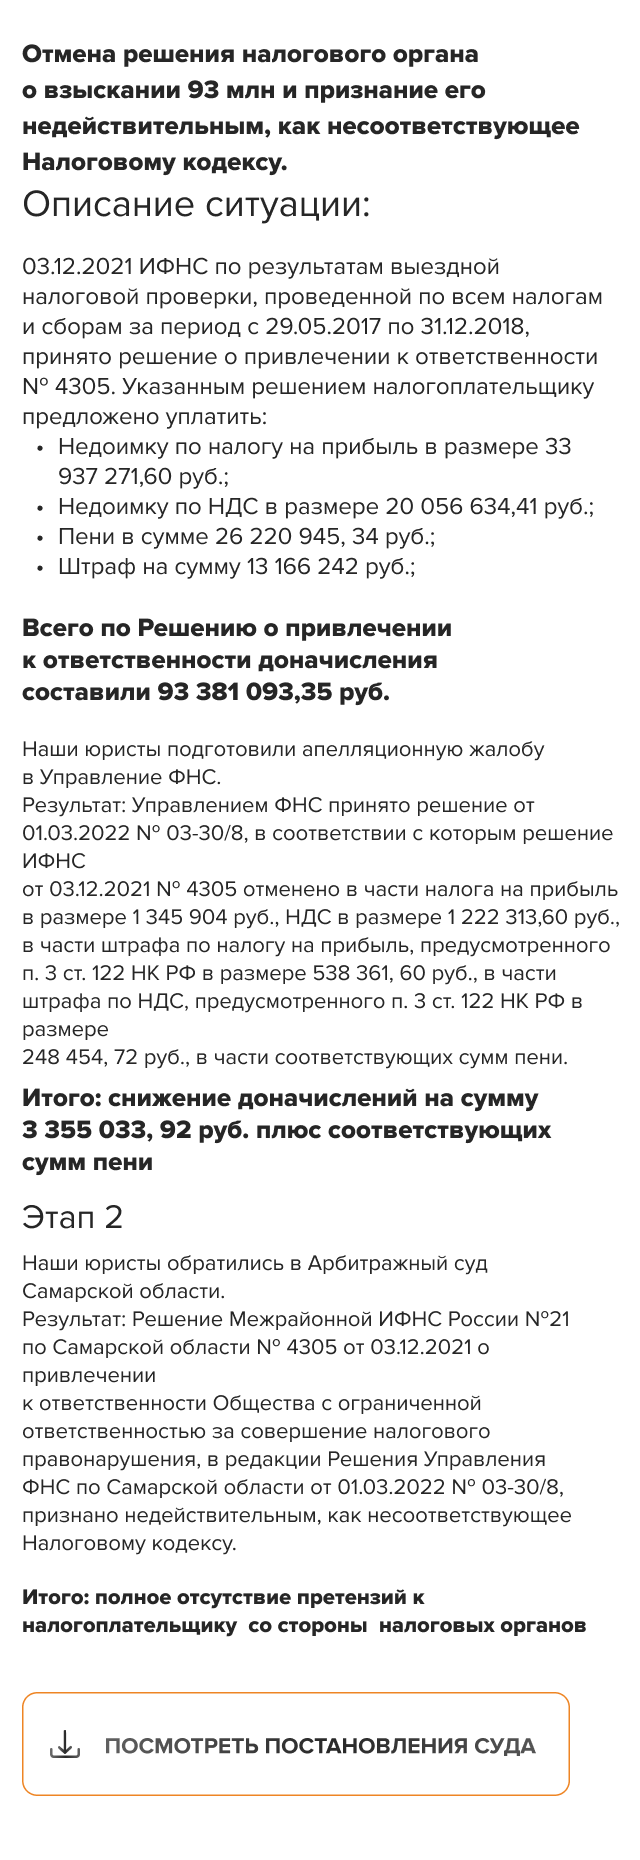 Отмена решения налогового органа
о взыскании 93 млн и признание его
недействительным, как несоответствующее
Налоговому кодексу.
Описание ситуации:
03.12.2021 ИФНС по результатам выездной
налоговой проверки, проведенной по всем налогам
и сборам за период с 29.05.2017 по 31.12.2018,
принято решение о привлечении к ответственности
№ 4305. Указанным решением налогоплательщику
предложено уплатить:
• Недоимку по налогу на прибыль в размере 33
937 271,60 руб.;
• Недоимку по НДС в размере 20 056 634,41 руб.;
• Пени в сумме 26 220 945, 34 руб.;
• Штраф на сумму 13 166 242 руб.;
Всего по Решению о привлечении
к ответственности доначисления
составили 93 381 093,35 руб.
Наши юристы подготовили апелляционную жалобу
в Управление ФНС.
Результат: Управлением ФНС принято решение от
01.03.2022 № 03-30/8, в соответствии с которым решение
ИФНС
от 03.12.2021 № 4305 отменено в части налога на прибыль
в размере 1 345 904 руб., НДС в размере 1 222 313,60 руб.,
в части штрафа по налогу на прибыль, предусмотренного
п. 3 ст. 122 НК РФ в размере 538 361, 60 руб., в части
штрафа по НДС, предусмотренного п. 3 ст. 122 НК РФ в
размере
248 454, 72 руб., в части соответствующих сумм пени.
Итого: снижение доначислений на сумму
3 355 033, 92 руб. плюс соответствующих
сумм пени
Этап 2
Наши юристы обратились в Арбитражный суд
Самарской области.
Результат: Решение Межрайонной ИФНС России №21
по Самарской области № 4305 от 03.12.2021 о
привлечении
к ответственности Общества с ограниченной
ответственностью за совершение налогового
правонарушения, в редакции Решения Управления
ФНС по Самарской области от 01.03.2022 № 03-30/8,
признано недействительным, как несоответствующее
Налоговому кодексу.
Итого: полное отсутствие претензий к
налогоплательщику со стороны налоговых органов
ПОСМОТРЕТЬ ПОСТАНОВЛЕНИЯ СУДА